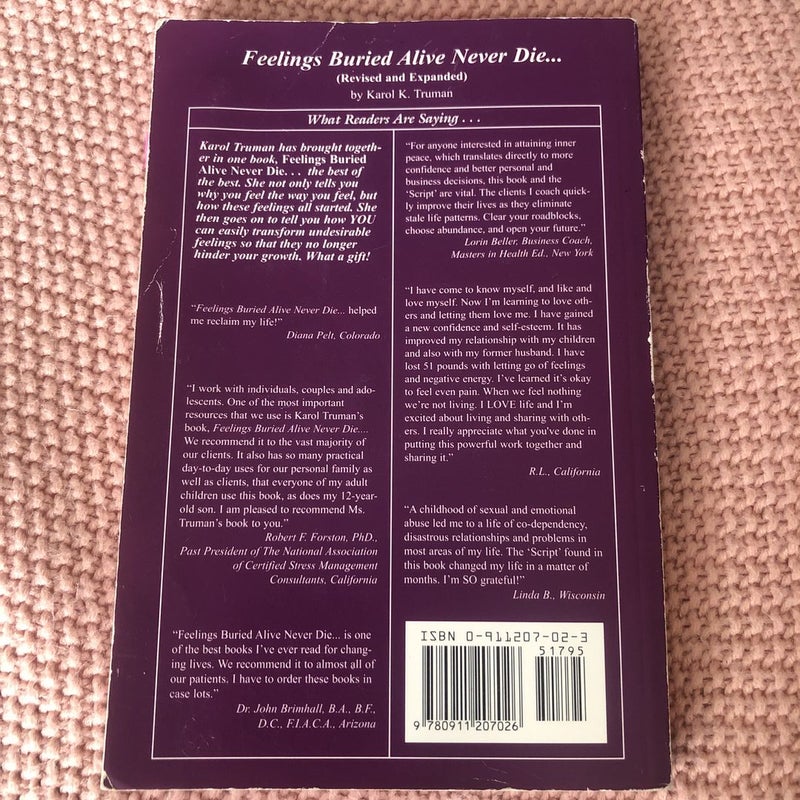 Feelings Buried Alive Never Die...
(Revised and Expanded)
by Karol K. Truman
What Readers Are Saying . . .
Karol Truman has brought togeth-
er in one book, Feelings Buried
Alive Never Die. . . the best of
the best. She not only tells you
why you feel the way you feel, but
how these feelings all started. She
then goes on to tell you how YOU
can easily transform undesirable
feelings so that they no longer
hinder your growth. What a gift!
“Feelings Buried Alive Never Die... helped
me reclaim my life!”
Diana Pelt, Colorado
“I work with individuals, couples and ado-
lescents. One of the most important
resources that we use is Karol Truman's
book, Feelings Buried Alive Never Die....
We recommend it to the vast majority of
our clients. It also has so many practical
day-to-day uses for our personal family as
well as clients, that everyone of my adult
children use this book, as does my 12-year-
old son. I am pleased to recommend Ms.
Truman's book to you.”
Robert F. Forston, PhD.,
Past President of The National Association
of Certified Stress Management
Consultants, California
“Feelings Buried Alive Never Die... is one
of the best books I've ever read for chang-
ing lives. We recommend it to almost all of
our patients. I have to order these books in
case lots.”
Dr. John Brimhall, B.A., B.F.,
D.C., F.I.A.C.A., Arizona
“For anyone interested in attaining inner
peace, which translates directly to more
confidence and better personal and
business decisions, this book and the
‘Script’ are vital. The clients I coach quick-
ly improve their lives as they eliminate
stale life patterns. Clear your roadblocks,
choose abundance, and open your future.”
Lorin Beller, Business Coach,
Masters in Health Ed., New York
“I have come to know myself, and like and
love myself. Now I'm learning to love oth-
ers and letting them love me. I have gained
a new confidence and self-esteem. It has
improved my relationship with my children
and also with my former husband. I have
lost 51 pounds with letting go of feelings
and negative energy. I've learned it's okay
to feel even pain. When we feel nothing
we're not living. I LOVE life and I'm
excited about living and sharing with oth-
ers. I really appreciate what you've done in
putting this powerful work together and
sharing it.”
R.L., California
“A childhood of sexual and emotional
abuse led me to a life of co-dependency,
disastrous relationships and problems in
most areas of my life. The ‘Script’ found in
this book changed my life in a matter of
months. I'm SO grateful!”
Linda B., Wisconsin
ISBN 0-911207-02-3
51795
9 780911 207026